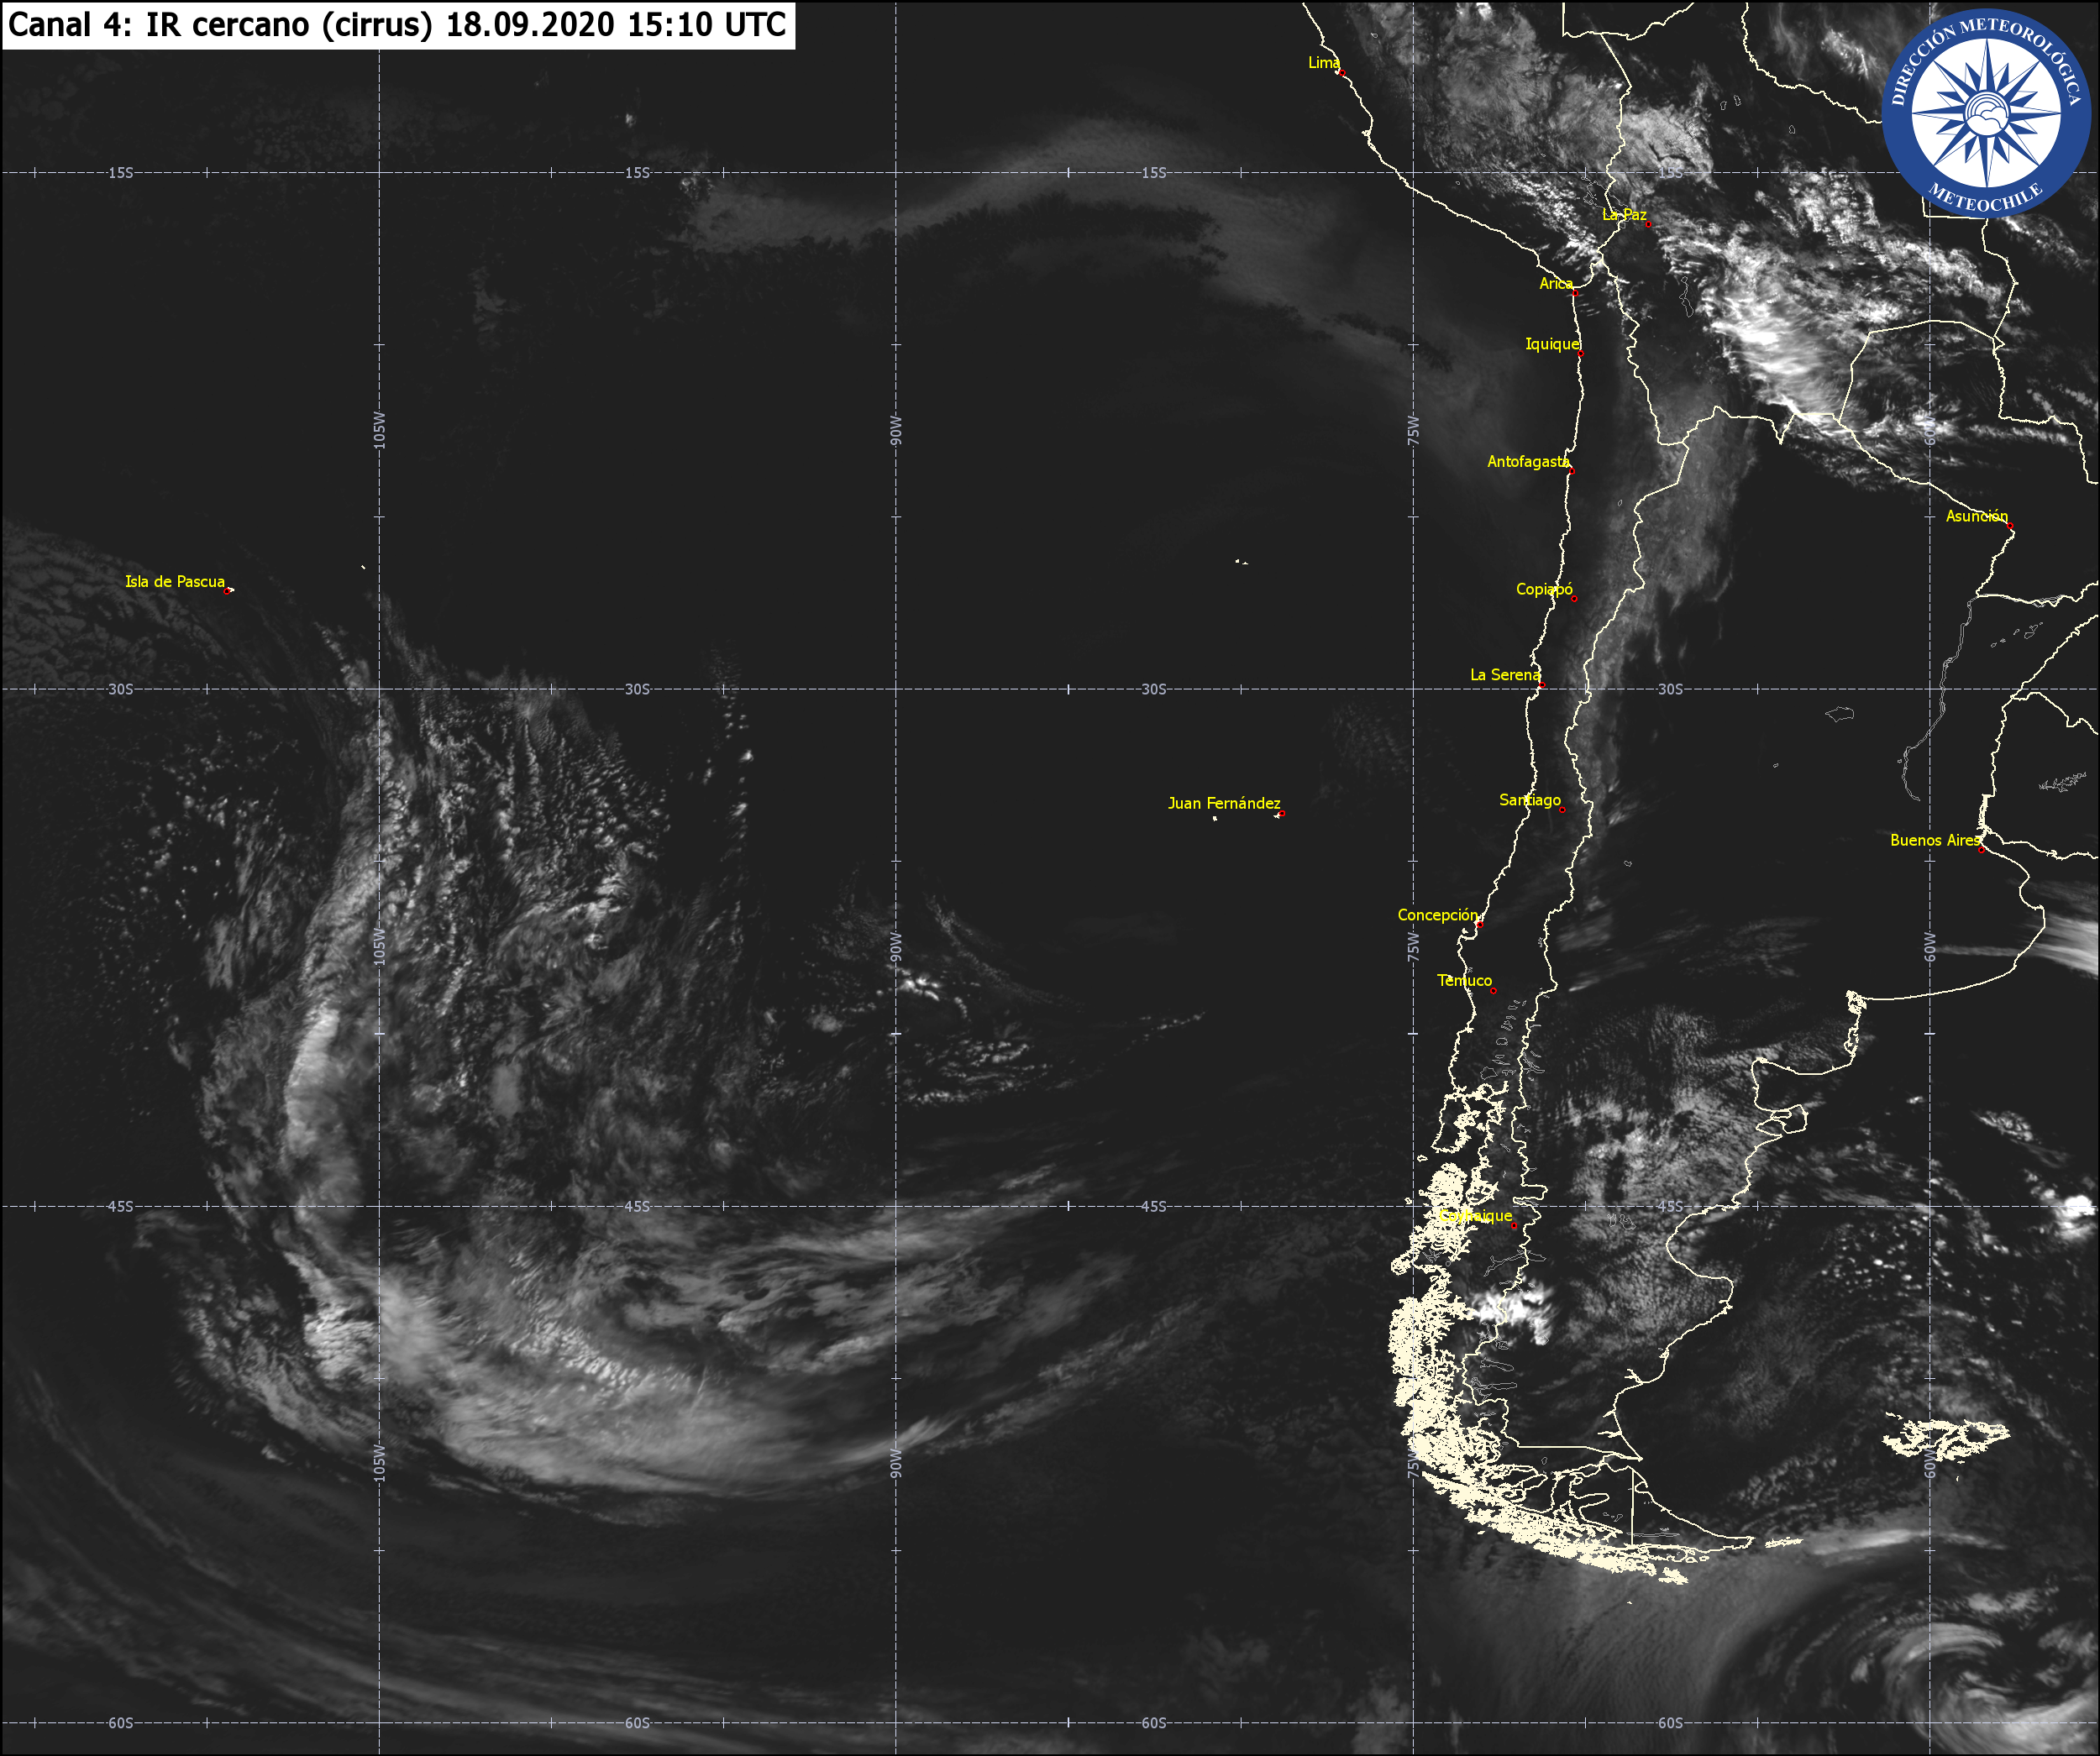 Canal 4: IR cercano (cirrus) 18.09.2020 15:10 UTC
DIRECCIÓN METEOROLÓGICA
METEOCHILE
Lima
15S 15S 15S 15S
La Paz
Arica
Iquique
105W 90W 75W 60W
Antofagasta
Asunción
Isla de Pascua
Copiapó
La Serena
30S 30S 30S 30S
Santiago
Juan Fernández
Buenos Aires
Concepción
105W 90W 75W 60W
Temuco
45S 45S 45S 45S
Coyhaique
105W 90W 75W 60W
60S 60S 60S 60S